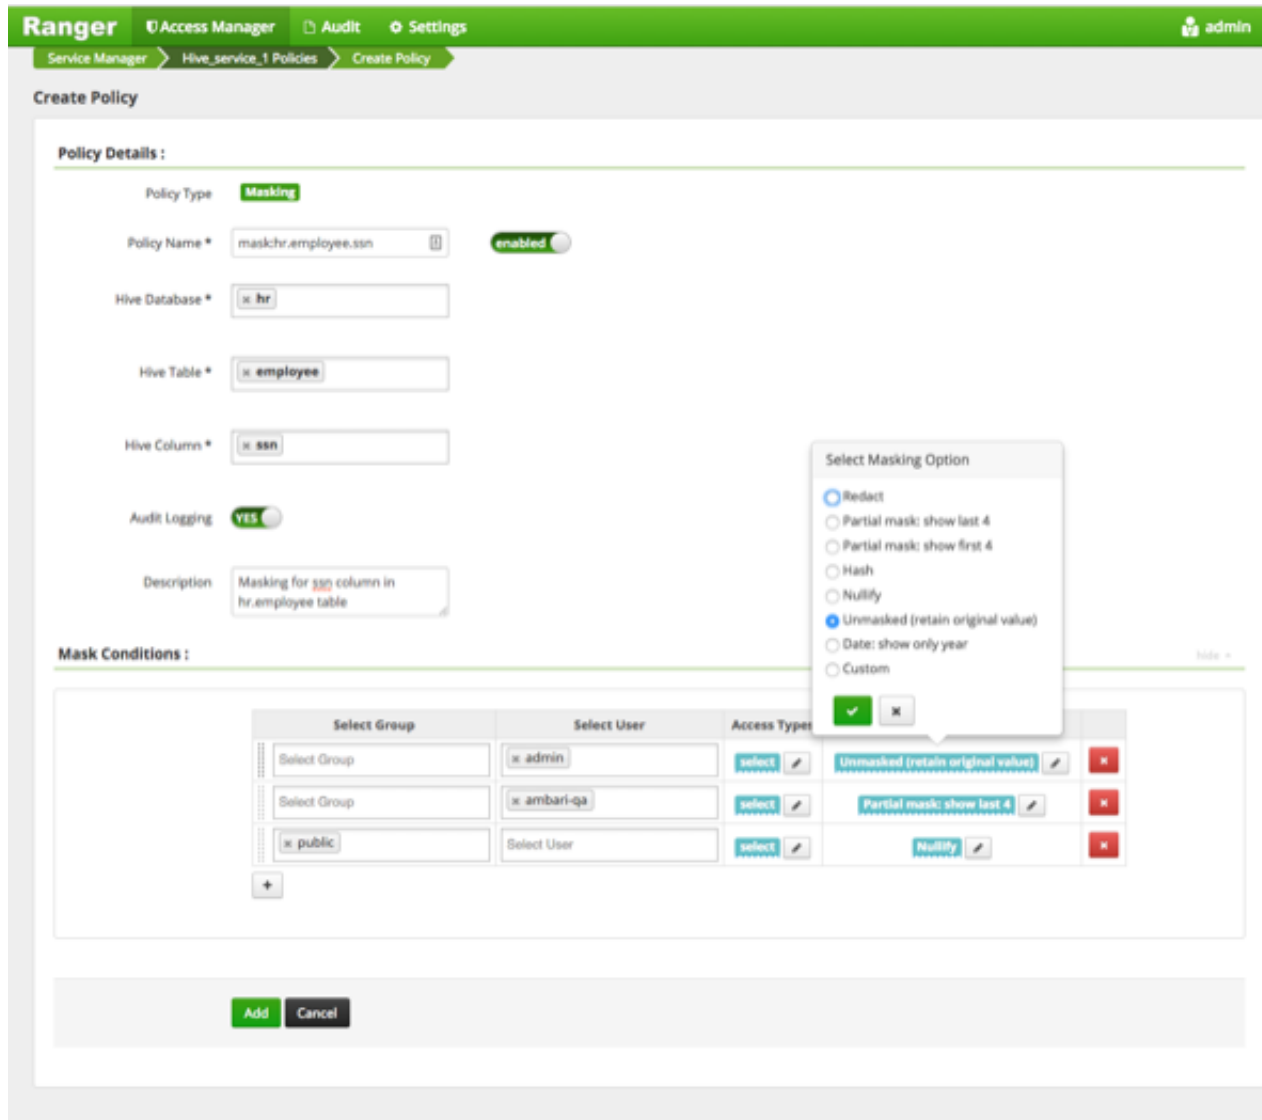 Ranger Access Manager Audit Settings admin
Service Manager Hive_service_1 Policies Create Policy
Create Policy
Policy Details :
Policy Type Masking
Policy Name * mask:hr.employee.ssn enabled
Hive Database * × hr
Hive Table * × employee
Hive Column * × ssn
Select Masking Option
Redact
Audit Logging YES
Partial mask: show last 4
Partial mask: show first 4
Hash
Description Masking for ssn column in
hr.employee table
Nullify
Unmasked (retain original value)
Date: show only year
Custom
Mask Conditions : hide
Select Group Select User Access Types
Select Group × admin select Unmasked (retain original value)
Select Group × ambari-qa select Partial mask: show last 4
× public Select User select Nullify
+
Add Cancel